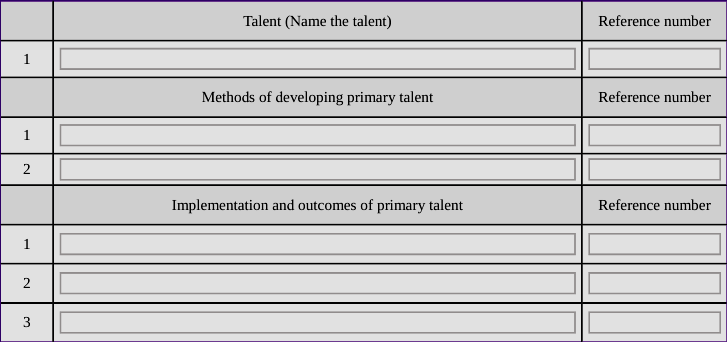 Talent (Name the talent) Reference number
1
Methods of developing primary talent Reference number
1
2
Implementation and outcomes of primary talent Reference number
1
2
3